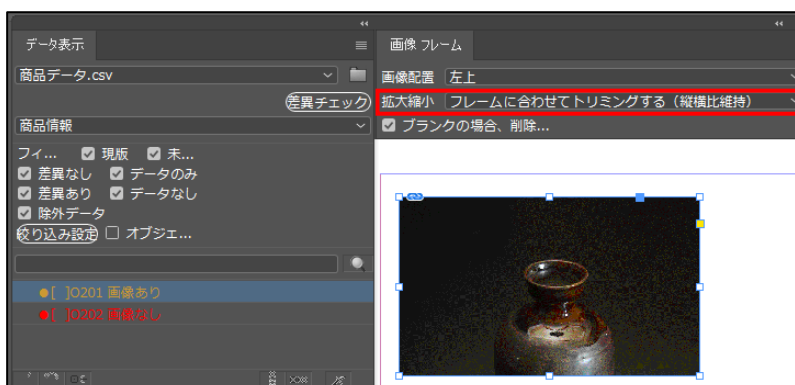 データ表示
商品データ.csv
差異チェック
商品情報
フィ... 現版 未...
差異なし データのみ
差異あり データなし
除外データ
絞り込み設定 オブジェ...
●[ ]O201 画像あり
●[ ]O202 画像なし
画像 フレーム
画像配置 左上
拡大縮小 フレームに合わせてトリミングする（縦横比維持）
ブランクの場合、削除...